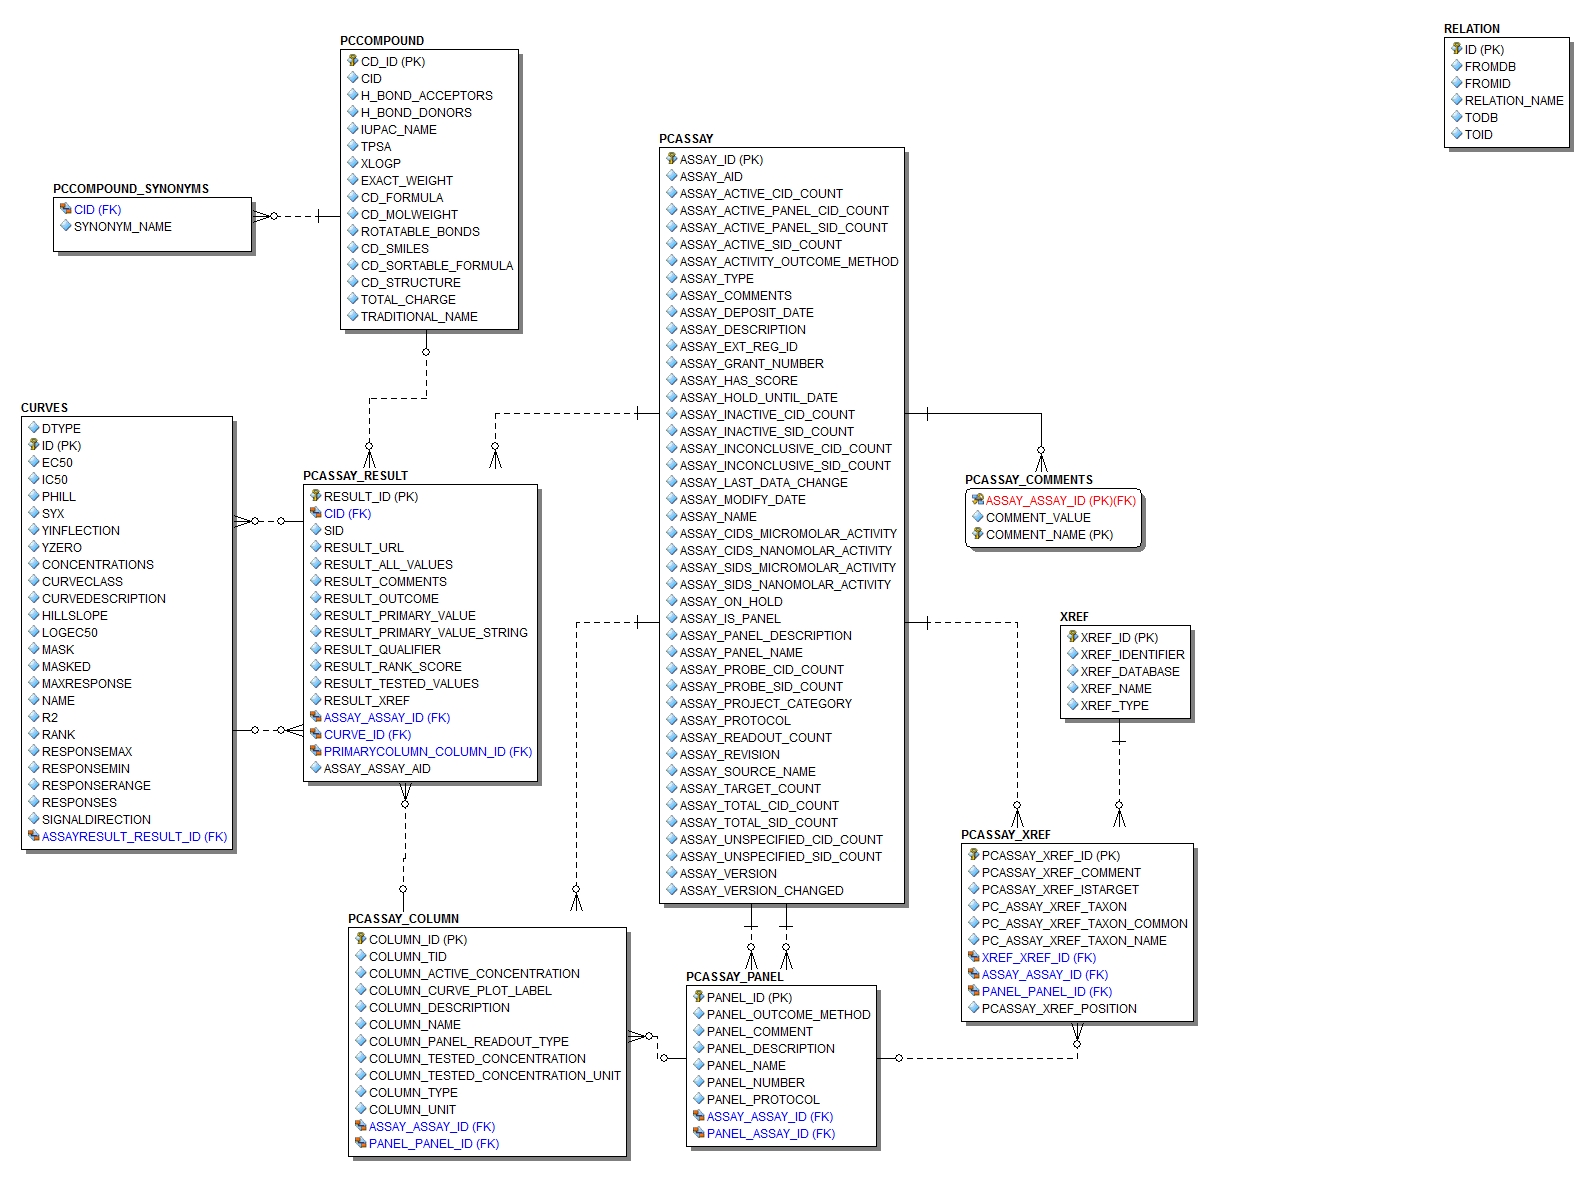 PCCOMPOUND
CD_ID (PK)
CID
H_BOND_ACCEPTORS
H_BOND_DONORS
IUPAC_NAME
TPSA
XLOGP
EXACT_WEIGHT
CD_FORMULA
CD_MOLWEIGHT
ROTATABLE_BONDS
CD_SMILES
CD_SORTABLE_FORMULA
CD_STRUCTURE
TOTAL_CHARGE
TRADITIONAL_NAME
RELATION
ID (PK)
FROMDB
FROMID
RELATION_NAME
TODB
TOID
PCCOMPOUND_SYNONYMS
CID (FK)
SYNONYM_NAME
PCASSAY
ASSAY_ID (PK)
ASSAY_AID
ASSAY_ACTIVE_CID_COUNT
ASSAY_ACTIVE_PANEL_CID_COUNT
ASSAY_ACTIVE_PANEL_SID_COUNT
ASSAY_ACTIVE_SID_COUNT
ASSAY_ACTIVITY_OUTCOME_METHOD
ASSAY_TYPE
ASSAY_COMMENTS
ASSAY_DEPOSIT_DATE
ASSAY_DESCRIPTION
ASSAY_EXT_REG_ID
ASSAY_GRANT_NUMBER
ASSAY_HAS_SCORE
ASSAY_HOLD_UNTIL_DATE
ASSAY_INACTIVE_CID_COUNT
ASSAY_INACTIVE_SID_COUNT
ASSAY_INCONCLUSIVE_CID_COUNT
ASSAY_INCONCLUSIVE_SID_COUNT
ASSAY_LAST_DATA_CHANGE
ASSAY_MODIFY_DATE
ASSAY_NAME
ASSAY_CIDS_MICROMOLAR_ACTIVITY
ASSAY_CIDS_NANOMOLAR_ACTIVITY
ASSAY_SIDS_MICROMOLAR_ACTIVITY
ASSAY_SIDS_NANOMOLAR_ACTIVITY
ASSAY_ON_HOLD
ASSAY_IS_PANEL
ASSAY_PANEL_DESCRIPTION
ASSAY_PANEL_NAME
ASSAY_PROBE_CID_COUNT
ASSAY_PROBE_SID_COUNT
ASSAY_PROJECT_CATEGORY
ASSAY_PROTOCOL
ASSAY_READOUT_COUNT
ASSAY_REVISION
ASSAY_SOURCE_NAME
ASSAY_TARGET_COUNT
ASSAY_TOTAL_CID_COUNT
ASSAY_TOTAL_SID_COUNT
ASSAY_UNSPECIFIED_CID_COUNT
ASSAY_UNSPECIFIED_SID_COUNT
ASSAY_VERSION
ASSAY_VERSION_CHANGED
CURVES
DTYPE
ID (PK)
EC50
IC50
PHILL
SYX
YINFLECTION
YZERO
CONCENTRATIONS
CURVECLASS
CURVEDESCRIPTION
HILLSLOPE
LOGEC50
MASK
MASKED
MAXRESPONSE
NAME
R2
RANK
RESPONSEMAX
RESPONSEMIN
RESPONSERANGE
RESPONSES
SIGNALDIRECTION
ASSAYRESULT_RESULT_ID (FK)
PCASSAY_RESULT
RESULT_ID (PK)
CID (FK)
SID
RESULT_URL
RESULT_ALL_VALUES
RESULT_COMMENTS
RESULT_OUTCOME
RESULT_PRIMARY_VALUE
RESULT_PRIMARY_VALUE_STRING
RESULT_QUALIFIER
RESULT_RANK_SCORE
RESULT_TESTED_VALUES
RESULT_XREF
ASSAY_ASSAY_ID (FK)
CURVE_ID (FK)
PRIMARYCOLUMN_COLUMN_ID (FK)
ASSAY_ASSAY_AID
PCASSAY_COMMENTS
ASSAY_ASSAY_ID (PK)(FK)
COMMENT_VALUE
COMMENT_NAME (PK)
XREF
XREF_ID (PK)
XREF_IDENTIFIER
XREF_DATABASE
XREF_NAME
XREF_TYPE
PCASSAY_XREF
PCASSAY_XREF_ID (PK)
PCASSAY_XREF_COMMENT
PCASSAY_XREF_ISTARGET
PC_ASSAY_XREF_TAXON
PC_ASSAY_XREF_TAXON_COMMON
PC_ASSAY_XREF_TAXON_NAME
XREF_XREF_ID (FK)
ASSAY_ASSAY_ID (FK)
PANEL_PANEL_ID (FK)
PCASSAY_XREF_POSITION
PCASSAY_COLUMN
COLUMN_ID (PK)
COLUMN_TID
COLUMN_ACTIVE_CONCENTRATION
COLUMN_CURVE_PLOT_LABEL
COLUMN_DESCRIPTION
COLUMN_NAME
COLUMN_PANEL_READOUT_TYPE
COLUMN_TESTED_CONCENTRATION
COLUMN_TESTED_CONCENTRATION_UNIT
COLUMN_TYPE
COLUMN_UNIT
ASSAY_ASSAY_ID (FK)
PANEL_PANEL_ID (FK)
PCASSAY_PANEL
PANEL_ID (PK)
PANEL_OUTCOME_METHOD
PANEL_COMMENT
PANEL_DESCRIPTION
PANEL_NAME
PANEL_NUMBER
PANEL_PROTOCOL
ASSAY_ASSAY_ID (FK)
PANEL_ASSAY_ID (FK)